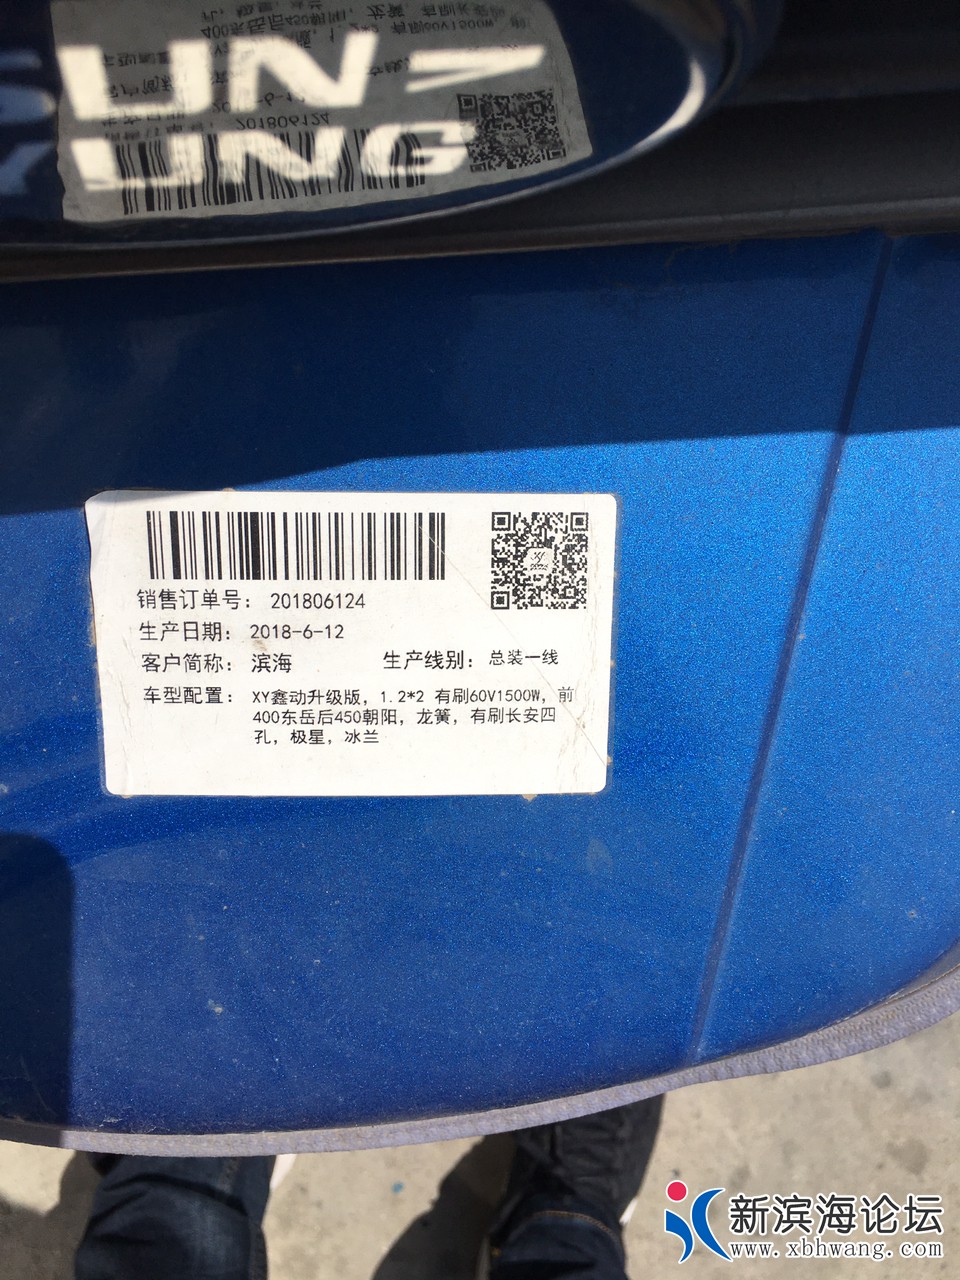 UN
UNG
201806124
销售订单号： 201806124
生产日期： 2018-6-12
客户简称： 滨海 生产线别： 总装一线
车型配置： XY鑫动升级版，1.2*2 有刷60V1500W，前
400东岳后450朝阳，龙簧，有刷长安四
孔，极星，冰兰
新滨海论坛
www.xbhwang.com